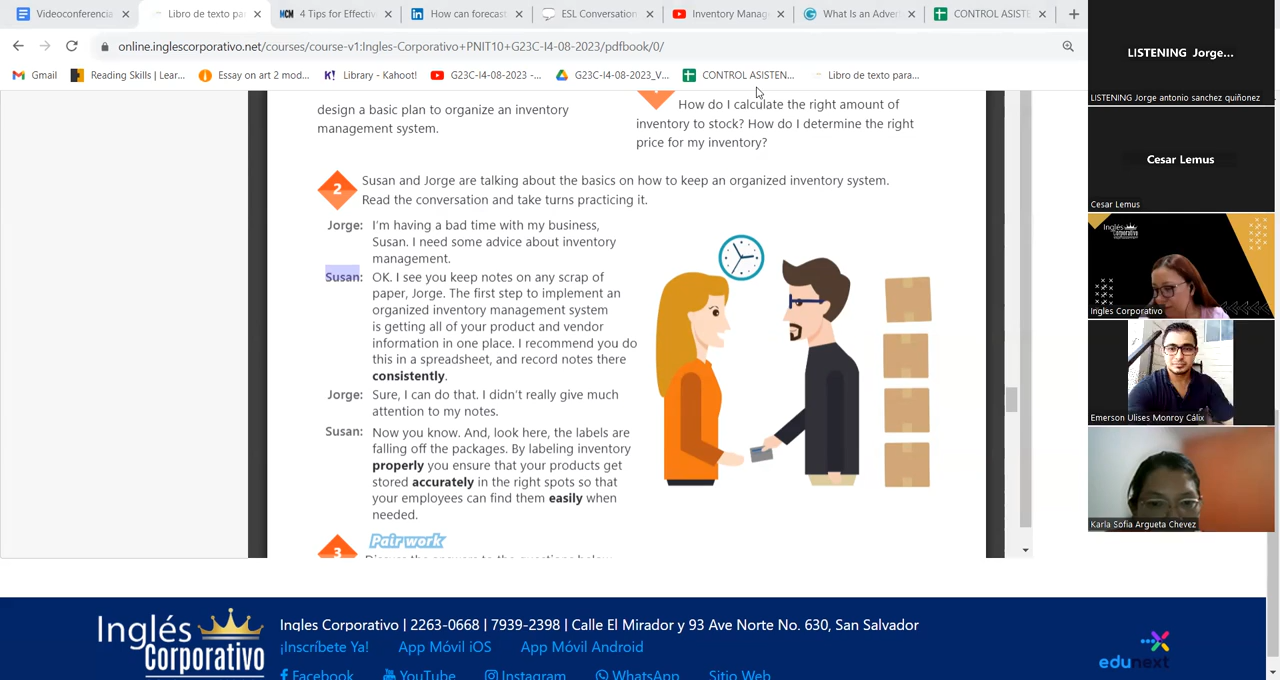 Videoconferencia
Libro de texto pa
4 Tips for Effectiv
How can forecast
ESL Conversation
Inventory Manag
What Is an Adver
CONTROL ASISTE
online.inglescorporativo.net/courses/course-v1:Ingles-Corporativo+PNIT10+G23C-I4-08-2023/pdfbook/0/
Gmail
Reading Skills | Lear...
Essay on art 2 mod...
Library - Kahoot!
G23C-I4-08-2023 -...
G23C-I4-08-2023_V...
CONTROL ASISTEN...
Libro de texto para...
design a basic plan to organize an inventory
management system.
How do I calculate the right amount of
inventory to stock? How do I determine the right
price for my inventory?
2
Susan and Jorge are talking about the basics on how to keep an organized inventory system.
Read the conversation and take turns practicing it.
Jorge: I'm having a bad time with my business,
Susan. I need some advice about inventory
management.
Susan: OK. I see you keep notes on any scrap of
paper, Jorge. The first step to implement an
organized inventory management system
is getting all of your product and vendor
information in one place. I recommend you do
this in a spreadsheet, and record notes there
consistently.
Jorge: Sure, I can do that. I didn't really give much
attention to my notes.
Susan: Now you know. And, look here, the labels are
falling off the packages. By labeling inventory
properly you ensure that your products get
stored accurately in the right spots so that
your employees can find them easily when
needed.
3
Pair work
Discuss the answers to the questions below
Inglés
Corporativo
Ingles Corporativo | 2263-0668 | 7939-2398 | Calle El Mirador y 93 Ave Norte No. 630, San Salvador
¡Inscríbete Ya!
App Móvil iOS
App Móvil Android
Facebook
YouTube
Instagram
WhatsApp
Sitio Web
edunext
LISTENING Jorge...
LISTENING Jorge antonio sanchez quiñonez
Cesar Lemus
Cesar Lemus
Inglés
Corporativo
Ingles Corporativo
Emerson Ulises Monroy Cálix
Karla Sofia Argueta Chevez